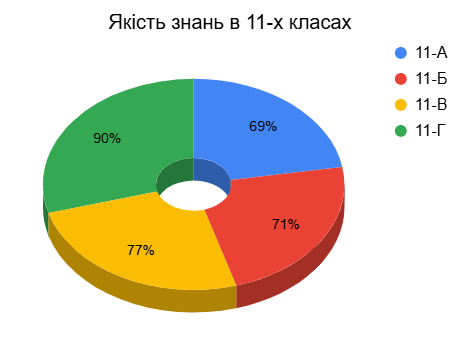 Якість знань в 11-х класах
11-А
11-Б
11-В
11-Г
90%
69%
71%
77%